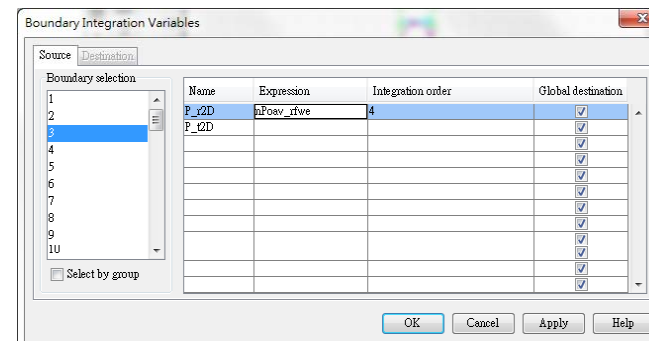 Boundary Integration Variables
Source Destination
Boundary selection
1
2
3
4
5
6
7
8
9
10
Select by group
Name Expression Integration order Global destination
P_r2D nPoav_rfwe 4
P_t2D
OK Cancel Apply Help